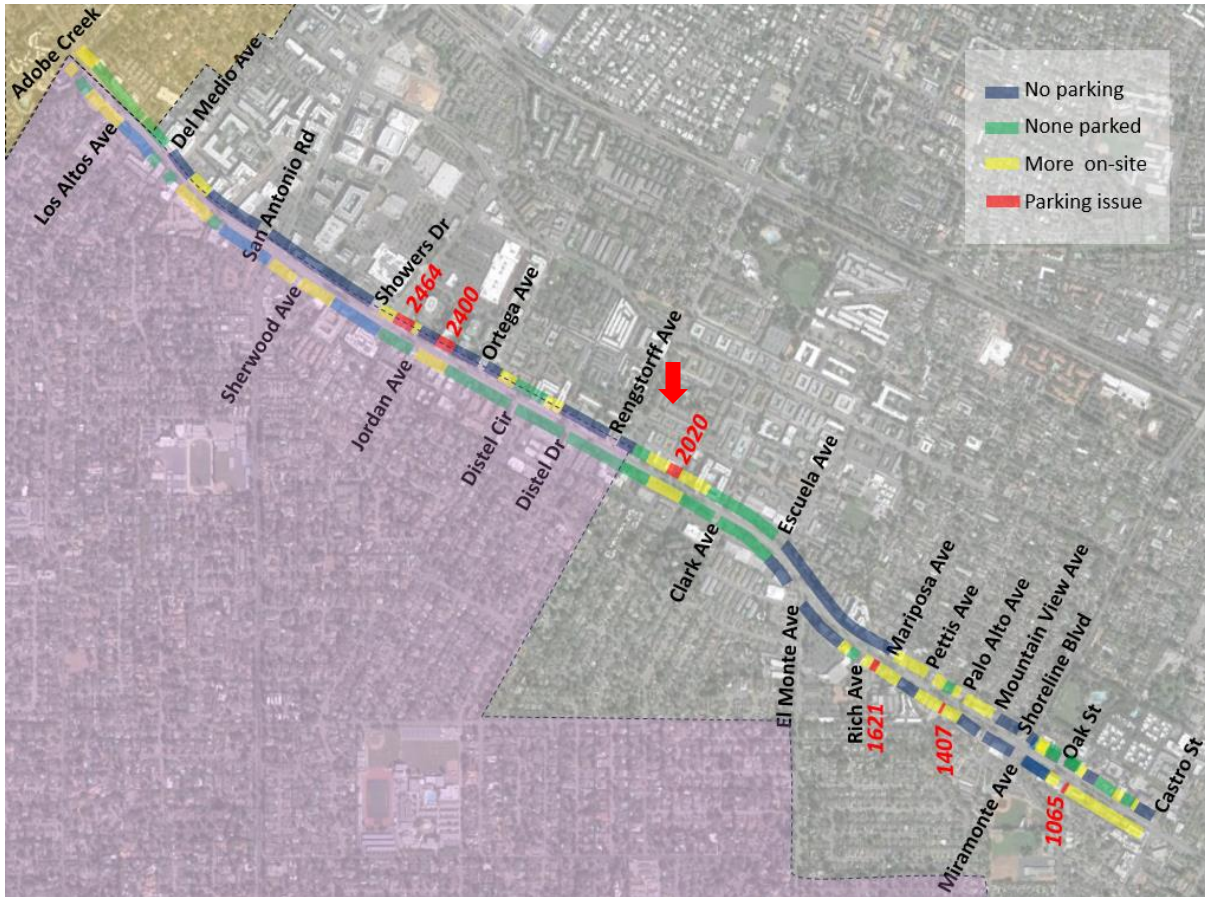 Adobe Creek
Del Medio Ave
Los Altos Ave
San Antonio Rd
Showers Dr
2464
2400
Ortega Ave
Sherwood Ave
Jordan Ave
Distel Cir
Distel Dr
Rengstorff Ave
2020
Escuela Ave
Clark Ave
El Monte Ave
Mariposa Ave
Pettis Ave
Palo Alto Ave
Mountain View Ave
Shoreline Blvd
Oak St
Castro St
Rich Ave
1621
1407
Miramonte Ave
1065
No parking
None parked
More on-site
Parking issue